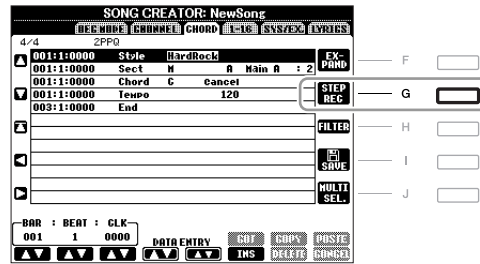 SONG CREATOR: NewSong
REC MODE CHANNEL CHORD 1-16 SYS/EX. LYRICS
4/4 2PPQ
001:1:0000 Style HardRock
001:1:0000 Sect M A Main A : 2
001:1:0000 Chord C Cancel
001:1:0000 Tempo 120
003:1:0000 End
EX-
PAND
F
STEP
REC
G
FILTER
H
SAVE
I
MULTI
SEL.
J
BAR : BEAT : CLK
001 1 0000
DATA ENTRY
CUT COPY PASTE
INS DELETE CANCEL